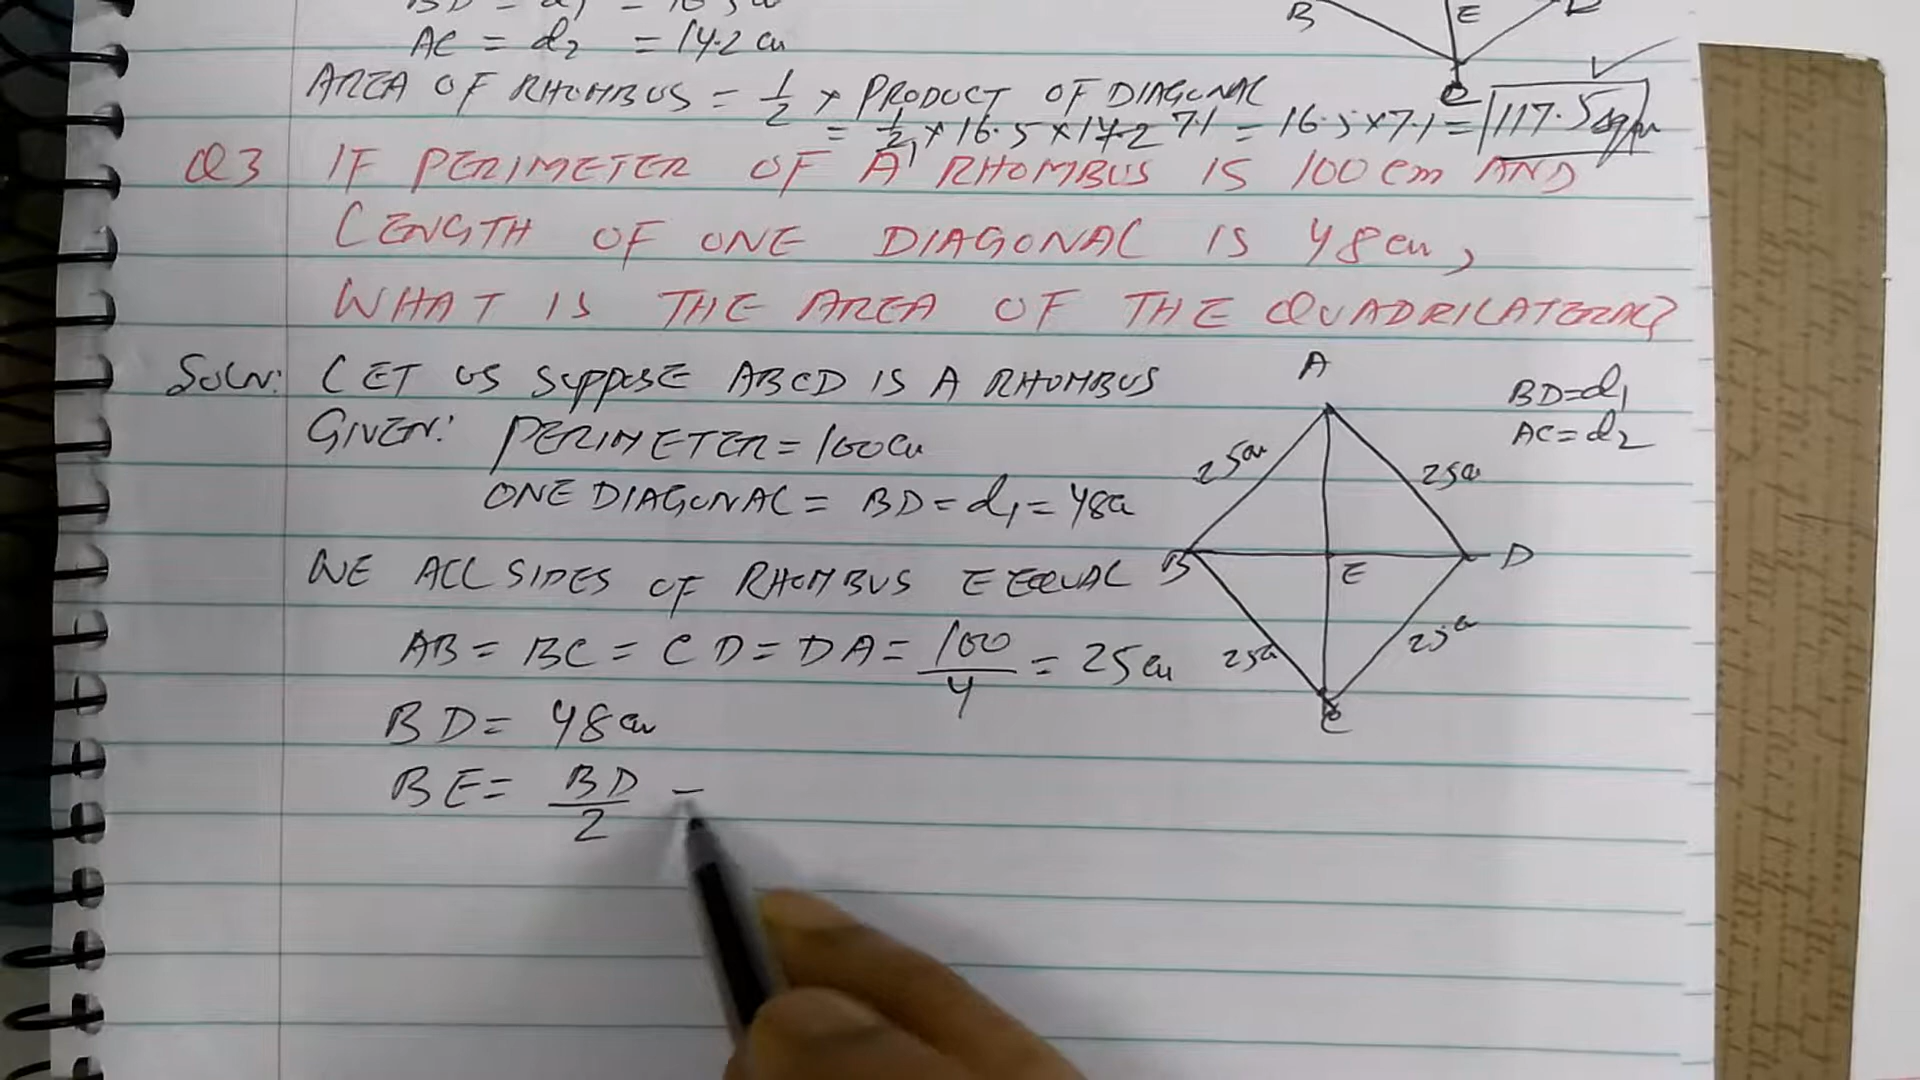 AC = d2 = 14.2 cm
B E
AREA OF RHOMBUS = 1/2 × PRODUCT OF DIAGONAL
= 1/2 × 16.5 × 14.2 7.1 = 16.5 × 7.1 = 117.5 sq cm
Q3 IF PERIMETER OF A RHOMBUS IS 100 cm AND
LENGTH OF ONE DIAGONAL IS 48 cm,
WHAT IS THE AREA OF THE QUADRILATERAL?
SOLN: LET US SUPPOSE ABCD IS A RHOMBUS
GIVEN: PERIMETER = 100 cm
ONE DIAGONAL = BD = d1 = 48 cm
WE ALL SIDES OF RHOMBUS E EQUAL
AB = BC = CD = DA = 100/4 = 25 cm
BD = 48 cm
BE = BD/2 =
A
BD = d1
AC = d2
25 cm 25 cm
B E D
25 cm 25 cm
C